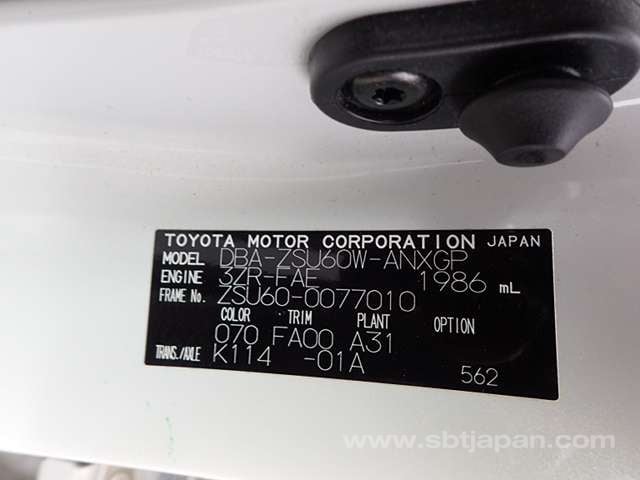 TOYOTA MOTOR CORPORATION JAPAN
MODEL DBA-ZSU60W-ANXGP
ENGINE 3ZR-FAE 1986 mL
FRAME No. ZSU60-0077010
COLOR TRIM PLANT OPTION
070 FA00 A31
TRANS./AXLE K114 -01A
562
www.sbtjapan.com